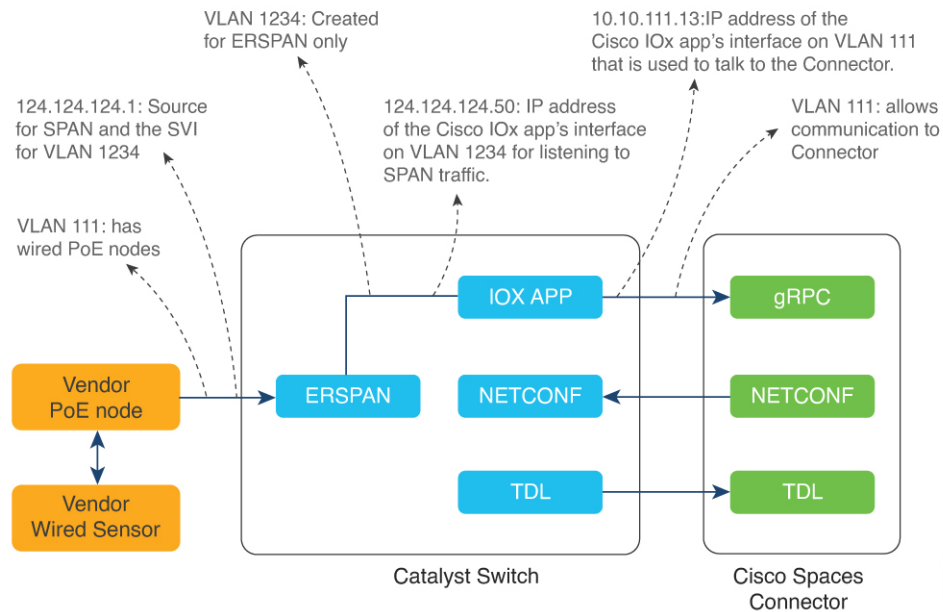 VLAN 1234: Created
for ERSPAN only
10.10.111.13:IP address of the
Cisco IOx app's interface on VLAN 111
that is used to talk to the Connector.
124.124.124.1: Source
for SPAN and the SVI
for VLAN 1234
124.124.124.50: IP address
of the Cisco IOx app's interface
on VLAN 1234 for listening to
SPAN traffic.
VLAN 111: allows
communication to
Connector
VLAN 111: has
wired PoE nodes
IOX APP
gRPC
Vendor
PoE node
ERSPAN
NETCONF
NETCONF
Vendor
Wired Sensor
TDL
TDL
Catalyst Switch
Cisco Spaces
Connector